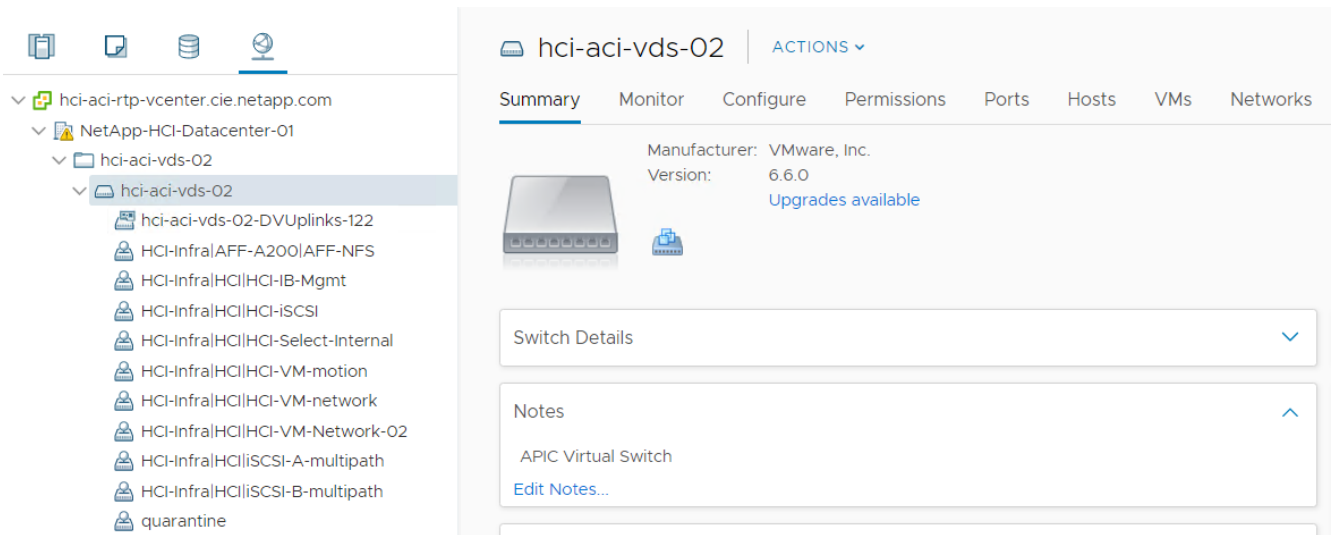 hci-aci-rtp-vcenter.cie.netapp.com
NetApp-HCI-Datacenter-01
hci-aci-vds-02
hci-aci-vds-02
hci-aci-vds-02-DVUplinks-122
HCI-Infra|AFF-A200|AFF-NFS
HCI-Infra|HCI|HCI-IB-Mgmt
HCI-Infra|HCI|HCI-iSCSI
HCI-Infra|HCI|HCI-Select-Internal
HCI-Infra|HCI|HCI-VM-motion
HCI-Infra|HCI|HCI-VM-network
HCI-Infra|HCI|HCI-VM-Network-02
HCI-Infra|HCI|iSCSI-A-multipath
HCI-Infra|HCI|iSCSI-B-multipath
quarantine
hci-aci-vds-02 ACTIONS
Summary Monitor Configure Permissions Ports Hosts VMs Networks
Manufacturer: VMware, Inc.
Version: 6.6.0
Upgrades available
Switch Details
Notes
APIC Virtual Switch
Edit Notes...